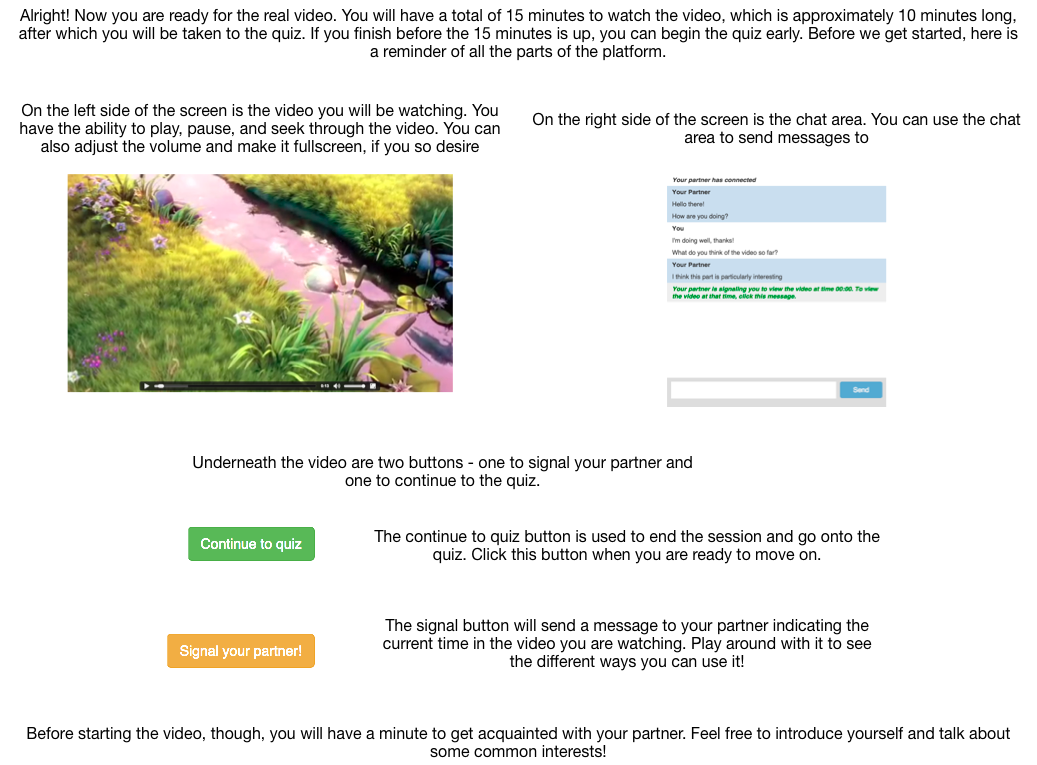 Alright! Now you are ready for the real video. You will have a total of 15 minutes to watch the video, which is approximately 10 minutes long,
after which you will be taken to the quiz. If you finish before the 15 minutes is up, you can begin the quiz early. Before we get started, here is
a reminder of all the parts of the platform.
On the left side of the screen is the video you will be watching. You
have the ability to play, pause, and seek through the video. You can
also adjust the volume and make it fullscreen, if you so desire
On the right side of the screen is the chat area. You can use the chat
area to send messages to
Your partner has connected
Your Partner
Hello there!
How are you doing?
You
I'm doing well, thanks!
What do you think of the video so far?
Your Partner
I think this part is particularly interesting
Your partner is signaling you to view the video at time 00:00. To view
the video at that time, click this message.
Send
Underneath the video are two buttons - one to signal your partner and
one to continue to the quiz.
Continue to quiz
The continue to quiz button is used to end the session and go onto the
quiz. Click this button when you are ready to move on.
Signal your partner!
The signal button will send a message to your partner indicating the
current time in the video you are watching. Play around with it to see
the different ways you can use it!
Before starting the video, though, you will have a minute to get acquainted with your partner. Feel free to introduce yourself and talk about
some common interests!